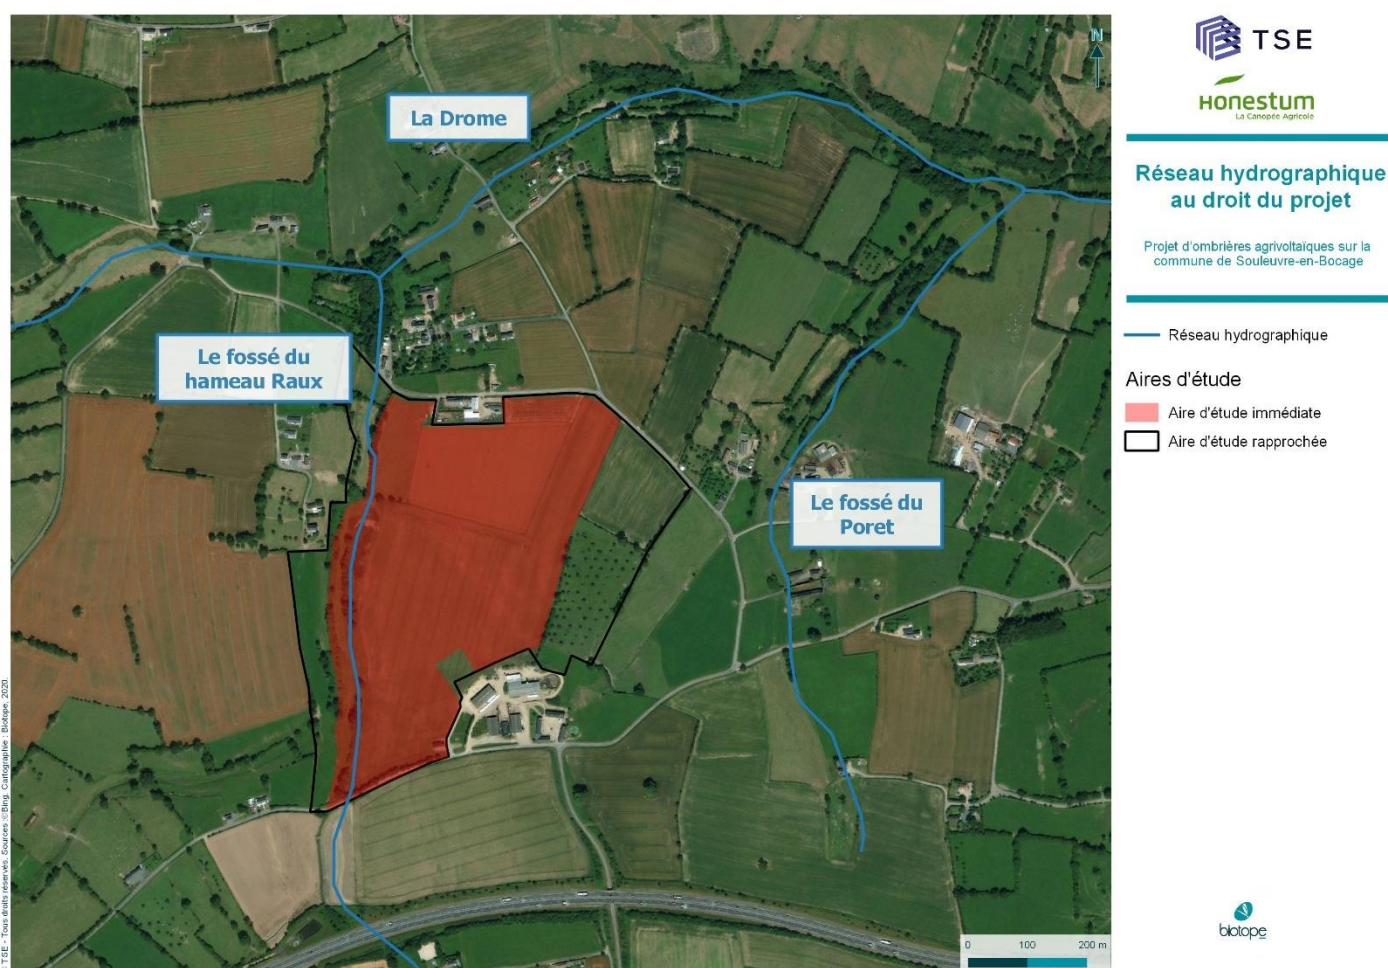 La Drome
N
Le fossé du
hameau Raux
Le fossé du
Poret
0 100 200 m
TSE - Tous droits réservés. Sources : ©Bing. Cartographie : Biotope, 2020.
TSE
Honestum
La Canopée Agricole
Réseau hydrographique
au droit du projet
Projet d'ombrières agrivoltaïques sur la
commune de Souleuvre-en-Bocage
Réseau hydrographique
Aires d'étude
Aire d'étude immédiate
Aire d'étude rapprochée
biotope